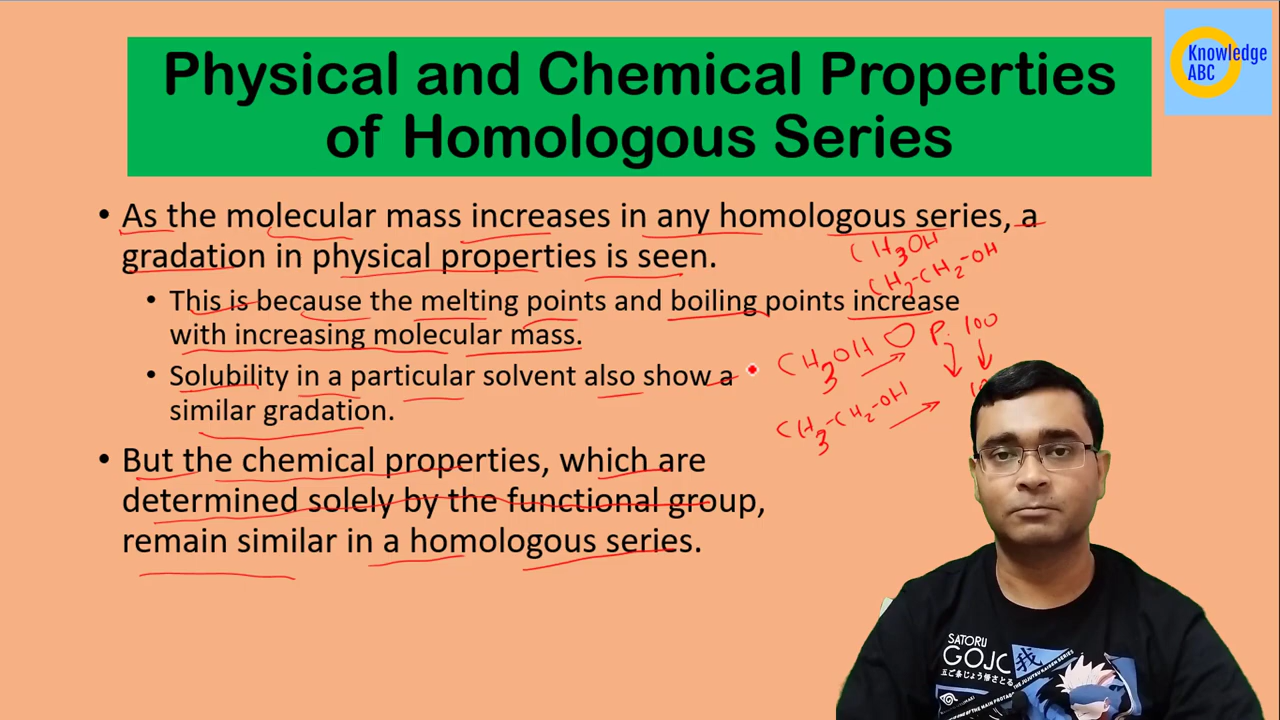 Knowledge
ABC
Physical and Chemical Properties
of Homologous Series
• As the molecular mass increases in any homologous series, a
gradation in physical properties is seen.
• This is because the melting points and boiling points increase
with increasing molecular mass.
• Solubility in a particular solvent also show a
similar gradation.
• But the chemical properties, which are
determined solely by the functional group,
remain similar in a homologous series.
CH3OH
CH3-CH2-OH
CH3OH
P. 100
CH3-CH2-OH
SATORU
GOJO